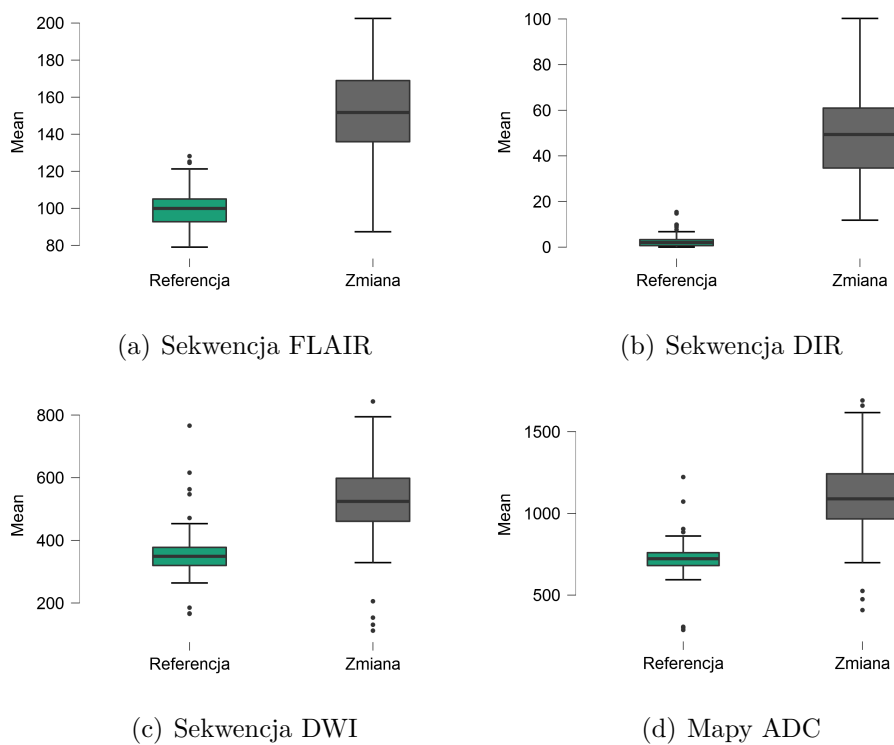 200
180
160
140
120
100
80
Mean
Referencja
Zmiana
(a) Sekwencja FLAIR
100
80
60
40
20
0
Mean
Referencja
Zmiana
(b) Sekwencja DIR
800
600
400
200
Mean
Referencja
Zmiana
(c) Sekwencja DWI
1500
1000
500
Mean
Referencja
Zmiana
(d) Mapy ADC